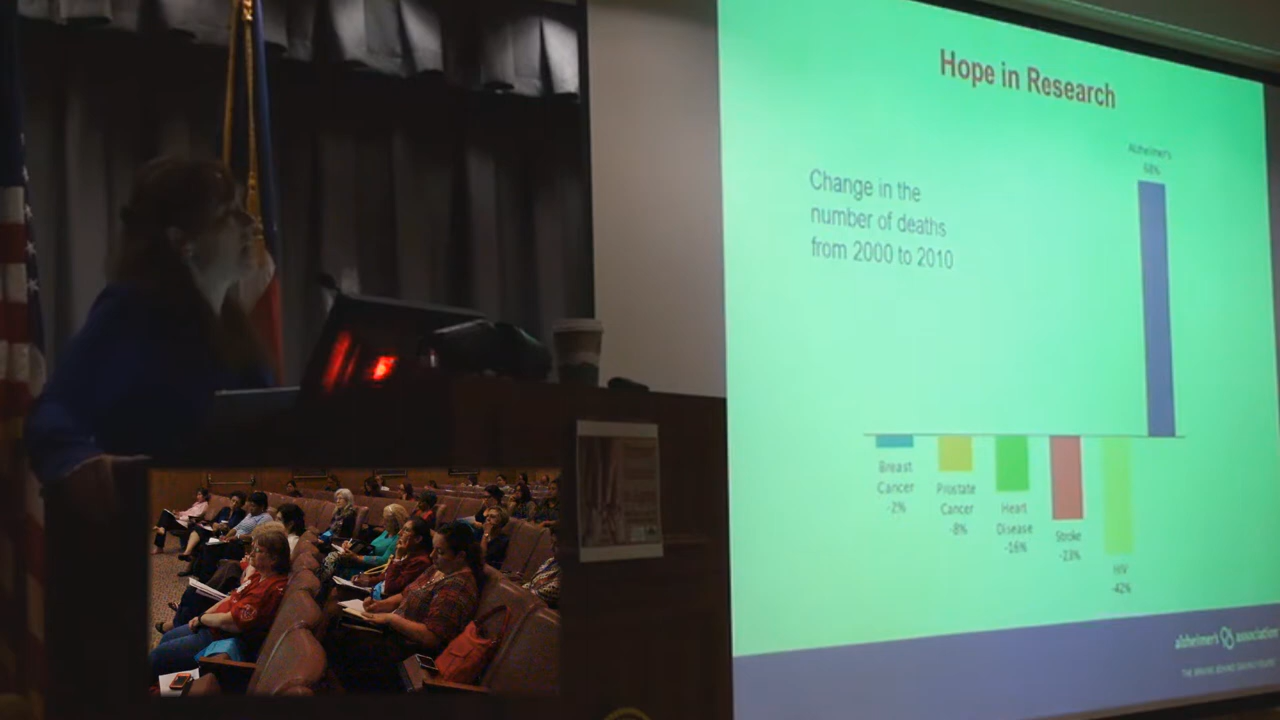 Hope in Research
Change in the
number of deaths
from 2000 to 2010
Alzheimer's
68%
Breast
Cancer
-2%
Prostate
Cancer
-8%
Heart
Disease
-16%
Stroke
-23%
HIV
-42%
alzheimer's association